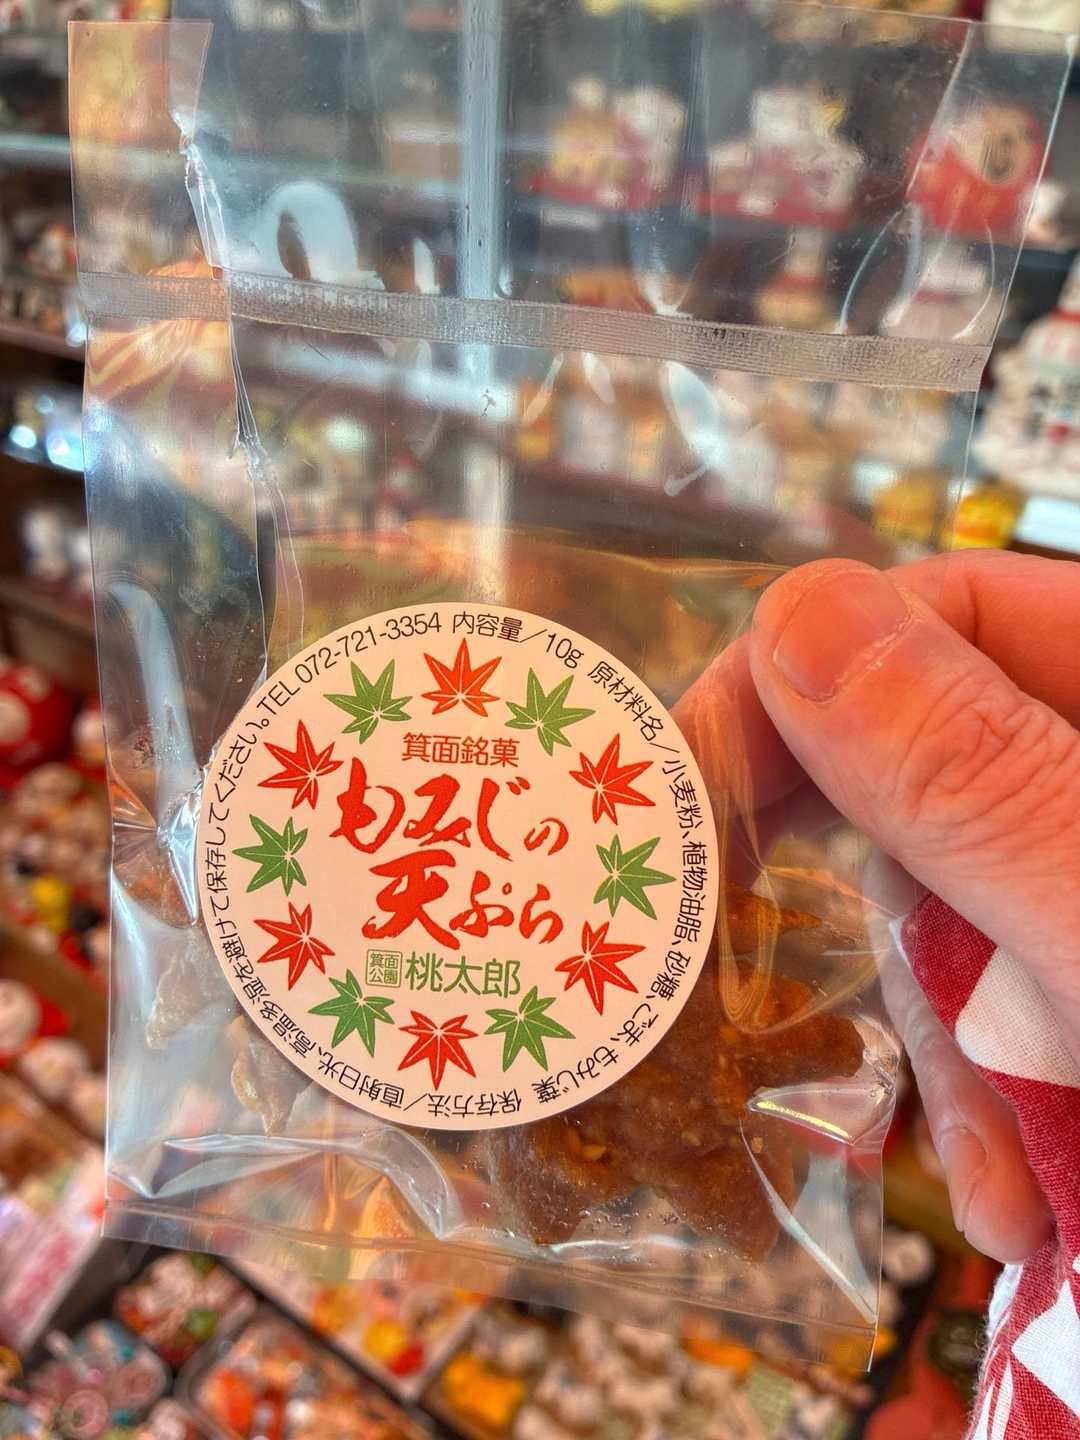 TEL 072-721-3354 内容量/10g 原材料名/小麦粉、植物油脂、砂糖、ごま、もみじ葉
保存方法/直射日光、高温多湿を避けて保存してください。
箕面銘菓
もみじの
天ぷら
箕面
公園
桃太郎